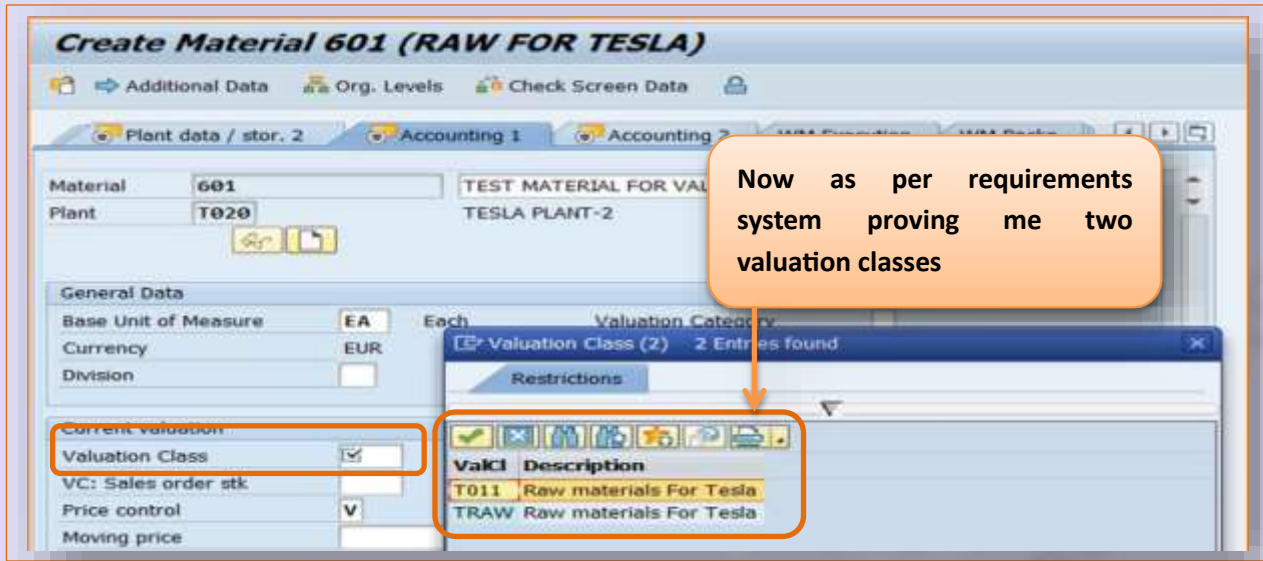 Create Material 601 (RAW FOR TESLA)
Additional Data Org. Levels Check Screen Data
Plant data / stor. 2 Accounting 1 Accounting 2 WM Execution WM Packa
Material 601 TEST MATERIAL FOR VAL
Plant T020 TESLA PLANT-2
Now as per requirements
system proving me two
valuation classes
General Data
Base Unit of Measure EA Each Valuation Category
Currency EUR
Division
Valuation Class (2) 2 Entries found
Restrictions
Current valuation
Valuation Class
VC: Sales order stk
Price control V
Moving price
ValCl Description
T011 Raw materials For Tesla
TRAW Raw materials For Tesla